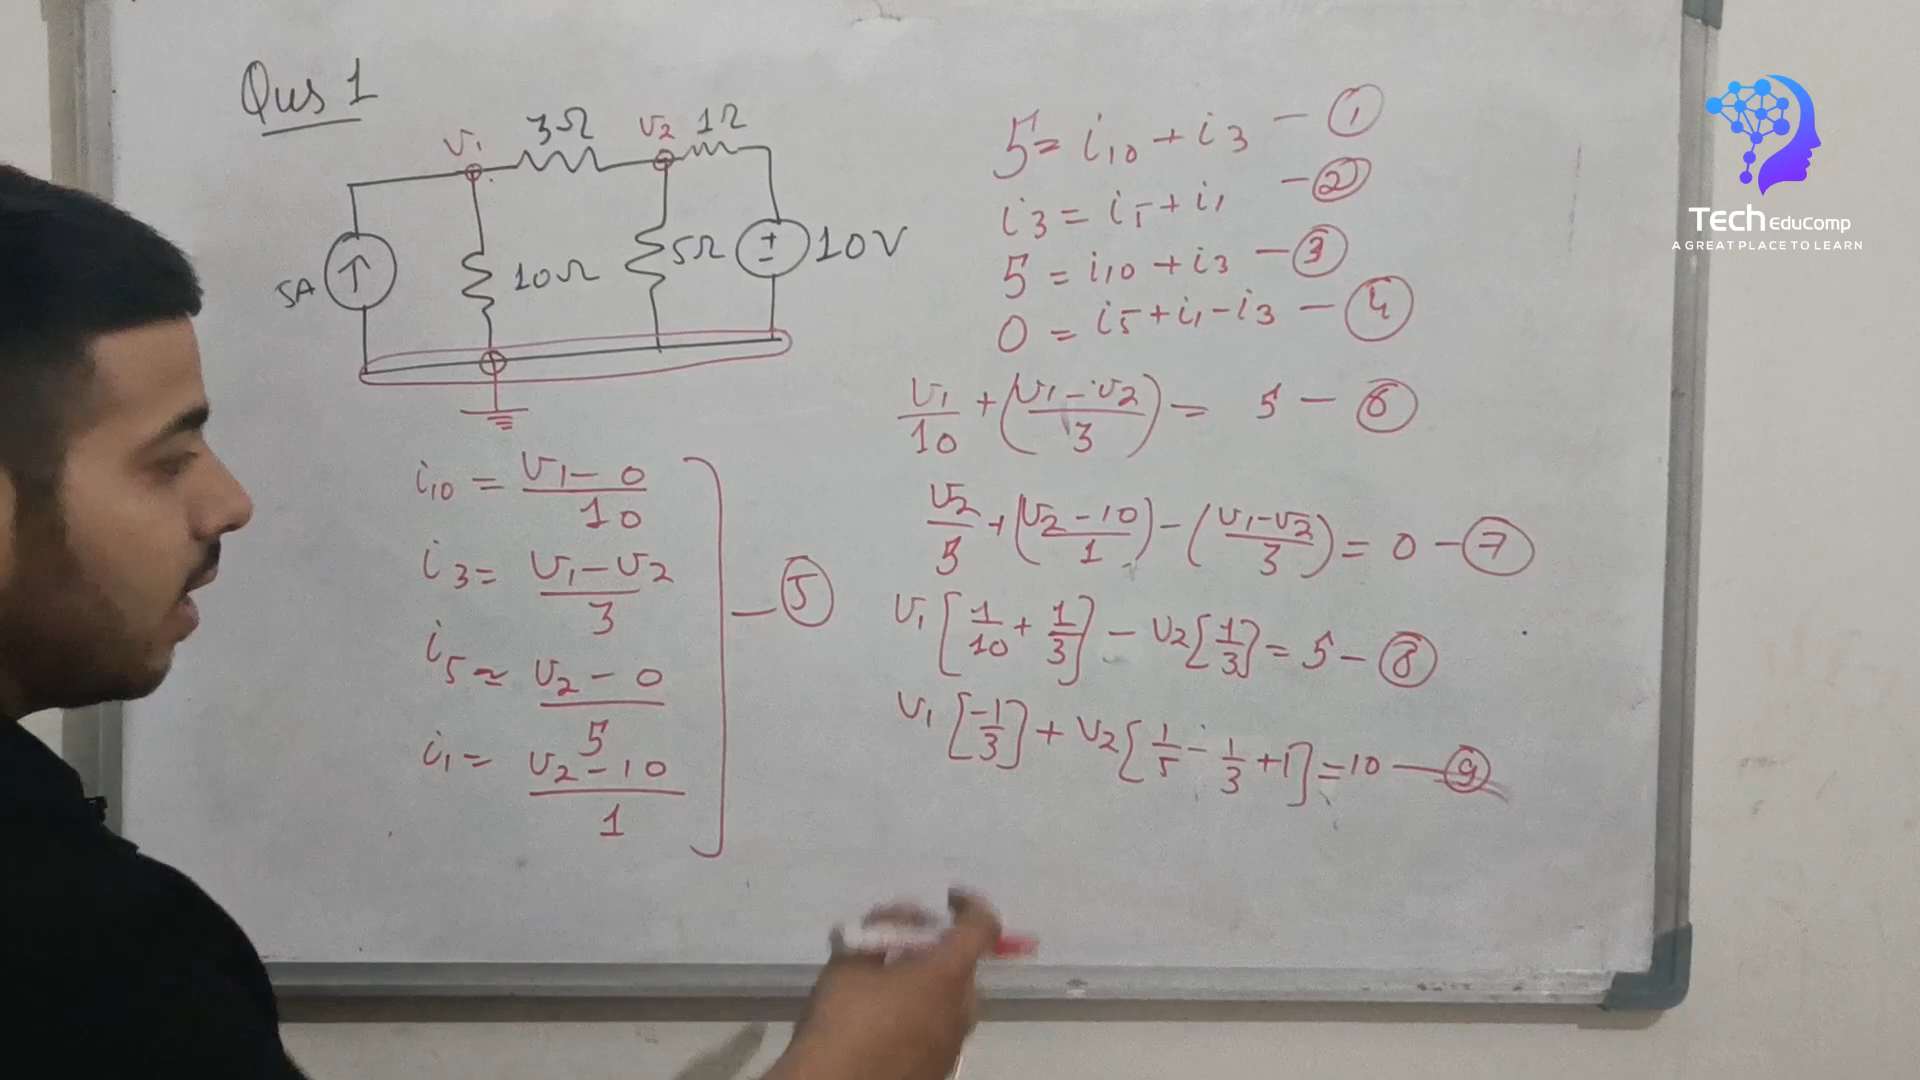 Qus 1
V1 3Ω V2 1Ω
5A 10Ω 5Ω 10V
i10 = V1 - 0 / 10
i3 = V1 - V2 / 3
i5 = V2 - 0 / 5
i1 = V2 - 10 / 1
— (5)
5 = i10 + i3 — (1)
i3 = i5 + i1 — (2)
5 = i10 + i3 — (3)
0 = i5 + i1 - i3 — (4)
V1/10 + (V1 - V2 / 3) = 5 — (6)
V2/5 + (V2 - 10 / 1) - (V1 - V2 / 3) = 0 — (7)
V1 [1/10 + 1/3] - V2 [1/3] = 5 — (8)
V1 [-1/3] + V2 [1/5 - 1/3 + 1] = 10 — (9)
Tech EduComp
A GREAT PLACE TO LEARN